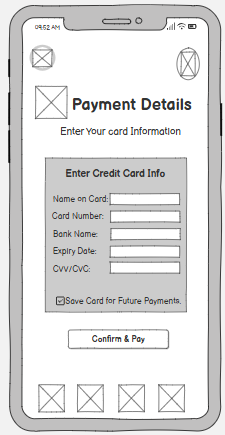 09:52 AM
Payment Details
Enter Your card Information
Enter Credit Card Info
Name on Card:
Card Number:
Bank Name:
Expiry Date:
CVV/CVC:
Save Card for Future Payments.
Confirm & Pay